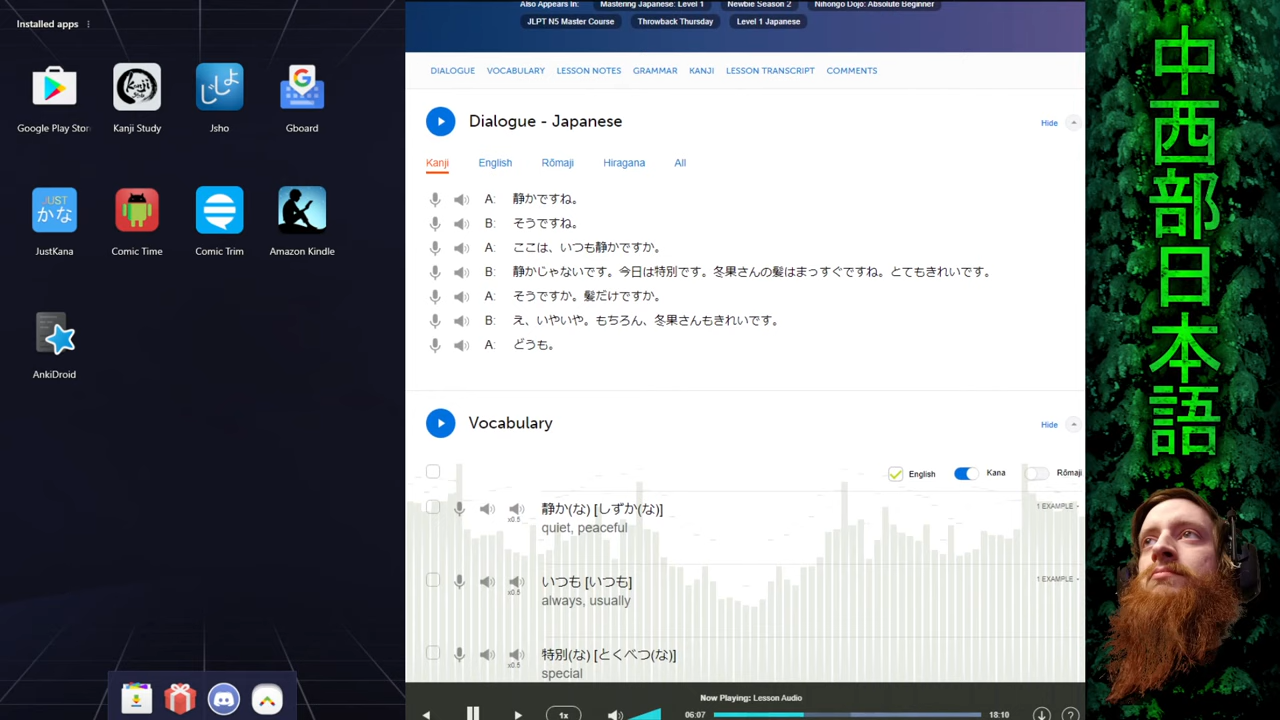 Installed apps
Google Play Stor
Kanji Study
Jsho
Gboard
JustKana
Comic Time
Comic Trim
Amazon Kindle
AnkiDroid
JUST
かな
Also Appears In:
Mastering Japanese: Level 1
Newbie Season 2
Nihongo Dojo: Absolute Beginner
JLPT N5 Master Course
Throwback Thursday
Level 1 Japanese
DIALOGUE
VOCABULARY
LESSON NOTES
GRAMMAR
KANJI
LESSON TRANSCRIPT
COMMENTS
Dialogue - Japanese
Hide
Kanji
English
Rōmaji
Hiragana
All
A: 静かですね。
B: そうですね。
A: ここは、いつも静かですか。
B: 静かじゃないです。今日は特別です。冬果さんの髪はまっすぐですね。とてもきれいです。
A: そうですか。髪だけですか。
B: え、いやいや。もちろん、冬果さんもきれいです。
A: どうも。
Vocabulary
Hide
English
Kana
Rōmaji
x0.5
静か(な) [しずか(な)]
1 EXAMPLE
quiet, peaceful
x0.5
いつも [いつも]
1 EXAMPLE
always, usually
x0.5
特別(な) [とくべつ(な)]
special
Now Playing: Lesson Audio
1x
06:07
18:10
?
中西部日本語